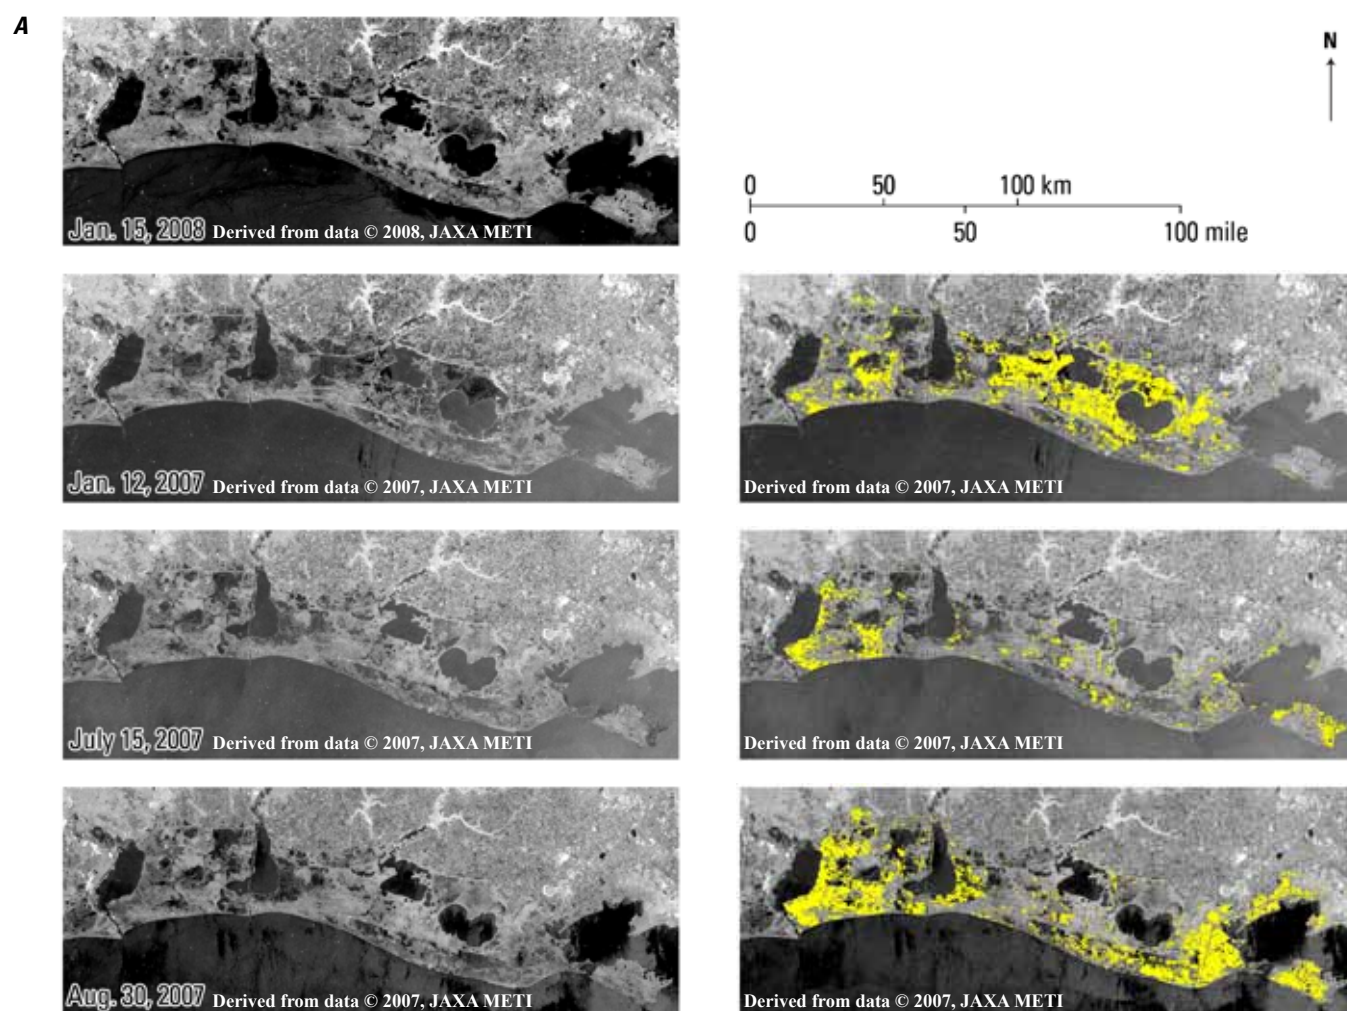 A
N
0 50 100 km
0 50 100 mile
Jan. 15, 2008 Derived from data © 2008, JAXA METI
Jan. 12, 2007 Derived from data © 2007, JAXA METI
Derived from data © 2007, JAXA METI
July 15, 2007 Derived from data © 2007, JAXA METI
Derived from data © 2007, JAXA METI
Aug. 30, 2007 Derived from data © 2007, JAXA METI
Derived from data © 2007, JAXA METI